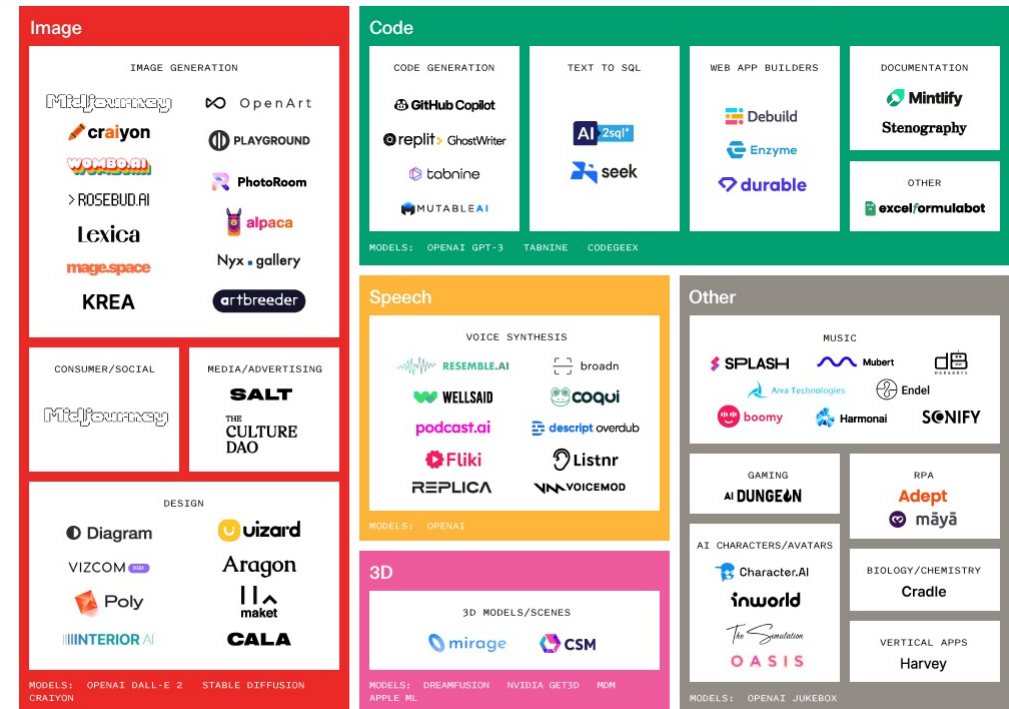 Image
IMAGE GENERATION
Midjourney
OpenArt
craiyon
PLAYGROUND
WOMBO.AI
PhotoRoom
>ROSEBUD.AI
alpaca
Lexica
Nyx.gallery
mage.space
artbreeder
KREA
CONSUMER/SOCIAL
Midjourney
MEDIA/ADVERTISING
SALT
THE
CULTURE
DAO
DESIGN
Diagram
uizard
VIZCOM
Aragon
Poly
maket
INTERIOR AI
CALA
MODELS: OPENAI DALL-E 2 STABLE DIFFUSION
CRAIYON
Code
CODE GENERATION
GitHub Copilot
replit> GhostWriter
tabnine
MUTABLEAI
TEXT TO SQL
AI 2sql*
seek
WEB APP BUILDERS
Debuild
Enzyme
durable
DOCUMENTATION
Mintlify
Stenography
OTHER
excelformulabot
MODELS: OPENAI GPT-3 TABNINE CODEGEEX
Speech
VOICE SYNTHESIS
RESEMBLE.AI
broadn
WELLSAID
coqui
podcast.ai
descript overdub
Fliki
Listnr
REPLICA
VOICEMOD
MODELS: OPENAI
3D
3D MODELS/SCENES
mirage
CSM
MODELS: DREAMFUSION NVIDIA GET3D MDM
APPLE ML
Other
MUSIC
SPLASH
Mubert
dB
Aiva Technologies
Endel
boomy
Harmonai
SONIFY
GAMING
AI DUNGEON
RPA
Adept
māyā
AI CHARACTERS/AVATARS
Character.AI
inworld
The Simulation
OASIS
BIOLOGY/CHEMISTRY
Cradle
VERTICAL APPS
Harvey
MODELS: OPENAI JUKEBOX